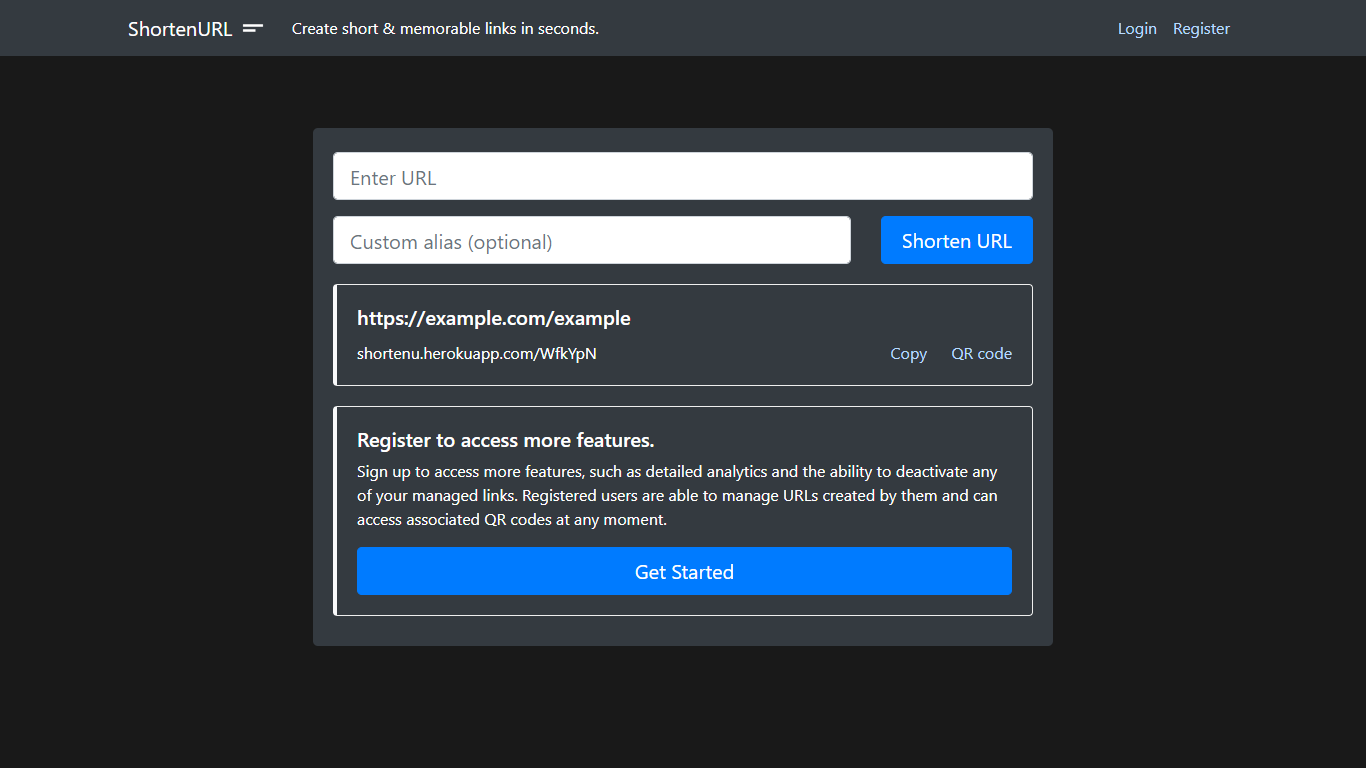 ShortenURL
Create short & memorable links in seconds.
Login
Register
Enter URL
Custom alias (optional)
Shorten URL
https://example.com/example
shortenu.herokuapp.com/WfkYpN
Copy
QR code
Register to access more features.
Sign up to access more features, such as detailed analytics and the ability to deactivate any
of your managed links. Registered users are able to manage URLs created by them and can
access associated QR codes at any moment.
Get Started